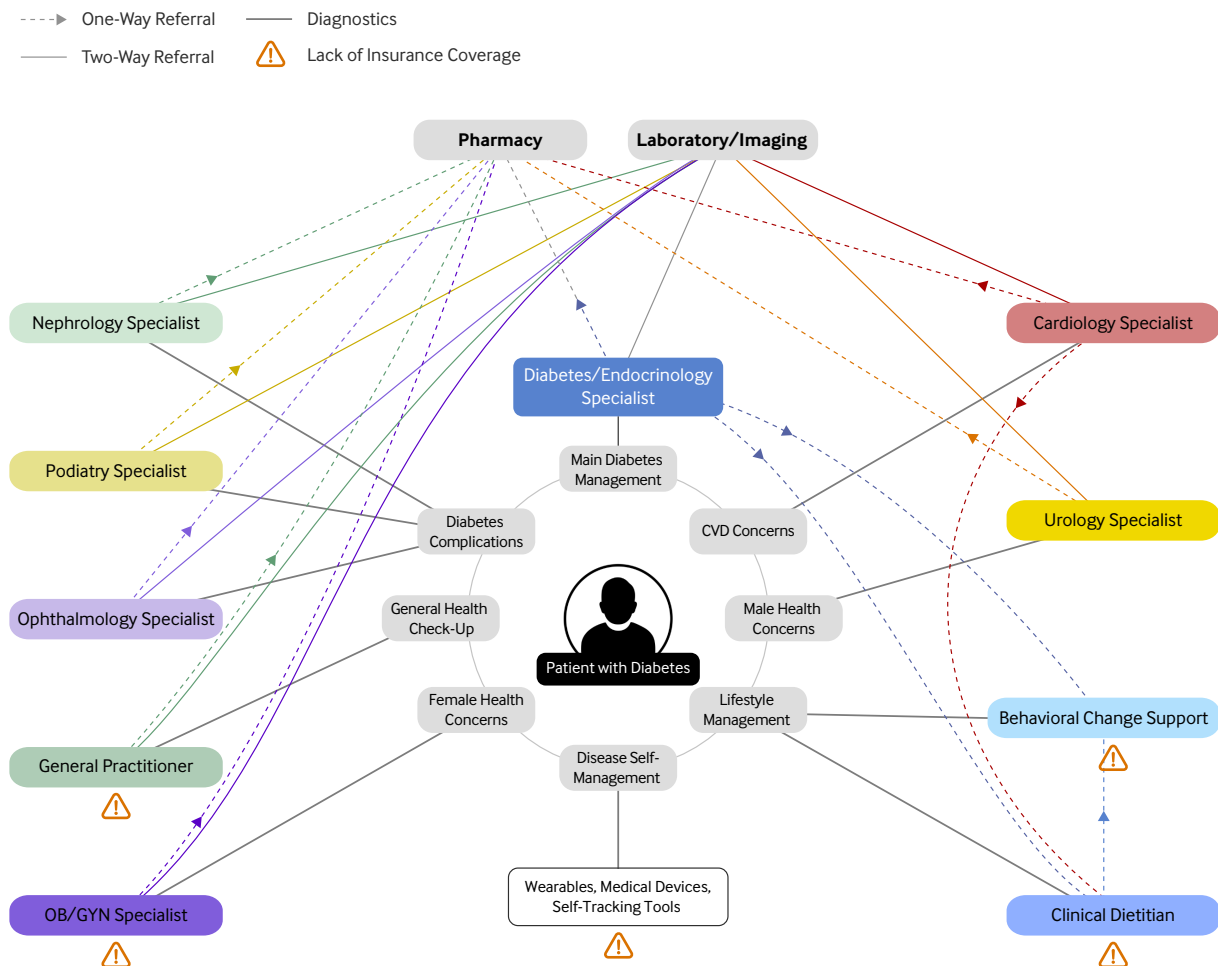 One-Way Referral
Diagnostics
Two-Way Referral
Lack of Insurance Coverage
Pharmacy
Laboratory/Imaging
Nephrology Specialist
Cardiology Specialist
Diabetes/Endocrinology
Specialist
Podiatry Specialist
Main Diabetes
Management
Diabetes
Complications
CVD Concerns
Urology Specialist
Ophthalmology Specialist
General Health
Check-Up
Male Health
Concerns
Patient with Diabetes
Female Health
Concerns
Lifestyle
Management
Behavioral Change Support
General Practitioner
Disease Self-
Management
Wearables, Medical Devices,
Self-Tracking Tools
OB/GYN Specialist
Clinical Dietitian